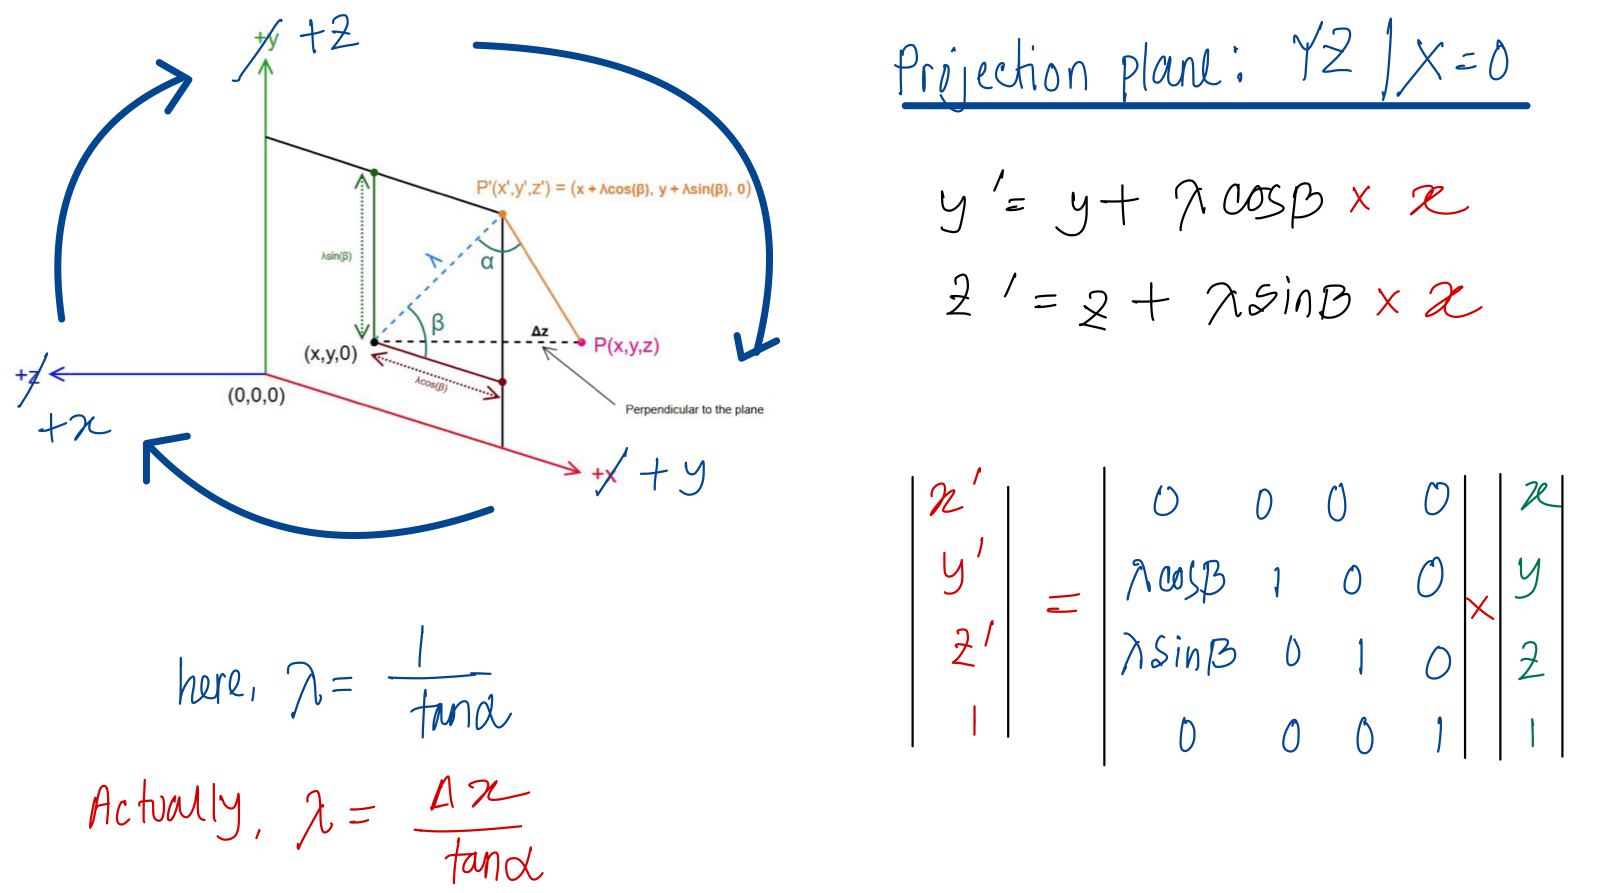 +y +Z
P'(x',y',z') = (x + λcos(β), y + λsin(β), 0)
λsin(β)
λ
α
β
Δz
(x,y,0)
P(x,y,z)
λcos(β)
+z
(0,0,0)
Perpendicular to the plane
+x
+x + y
here, λ = 1/tanα
Actually, λ = Δx/tanα
Projection plane: YZ | X=0
y' = y + λ cosβ × x
z' = z + λ sinβ × x
| x' | | 0 0 0 0 | | x |
| y' | = | λcosβ 1 0 0 | × | y |
| z' | | λsinβ 0 1 0 | | z |
| 1 | | 0 0 0 1 | | 1 |